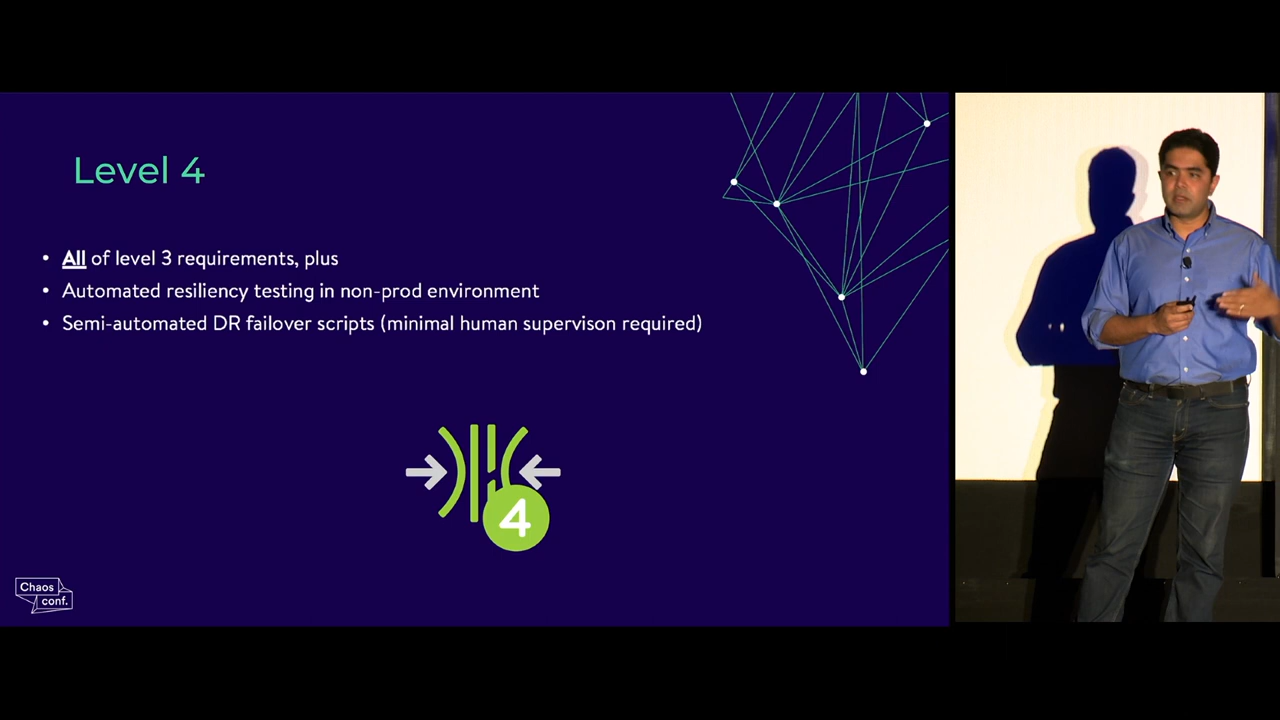 Level 4
• All of level 3 requirements, plus
• Automated resiliency testing in non-prod environment
• Semi-automated DR failover scripts (minimal human supervison required)
4
Chaos
conf.